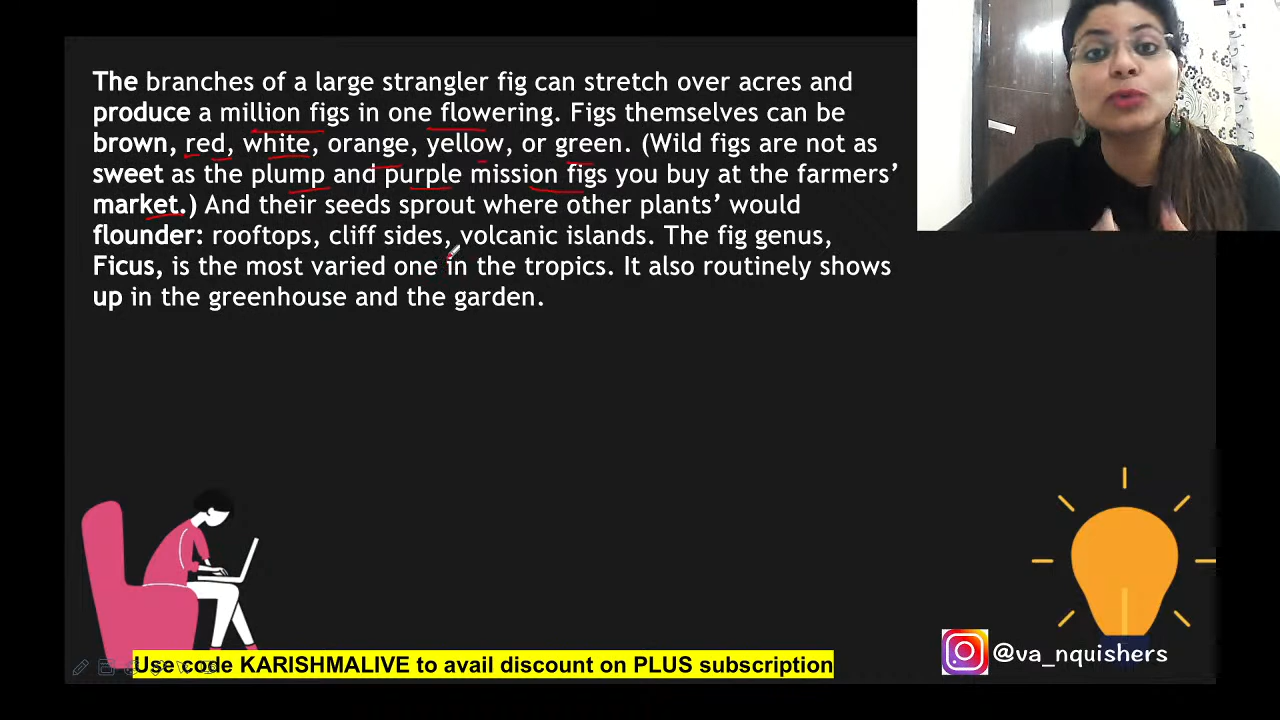 The branches of a large strangler fig can stretch over acres and
produce a million figs in one flowering. Figs themselves can be
brown, red, white, orange, yellow, or green. (Wild figs are not as
sweet as the plump and purple mission figs you buy at the farmers’
market.) And their seeds sprout where other plants’ would
flounder: rooftops, cliff sides, volcanic islands. The fig genus,
Ficus, is the most varied one in the tropics. It also routinely shows
up in the greenhouse and the garden.
Use code KARISHMALIVE to avail discount on PLUS subscription
@va_nquishers